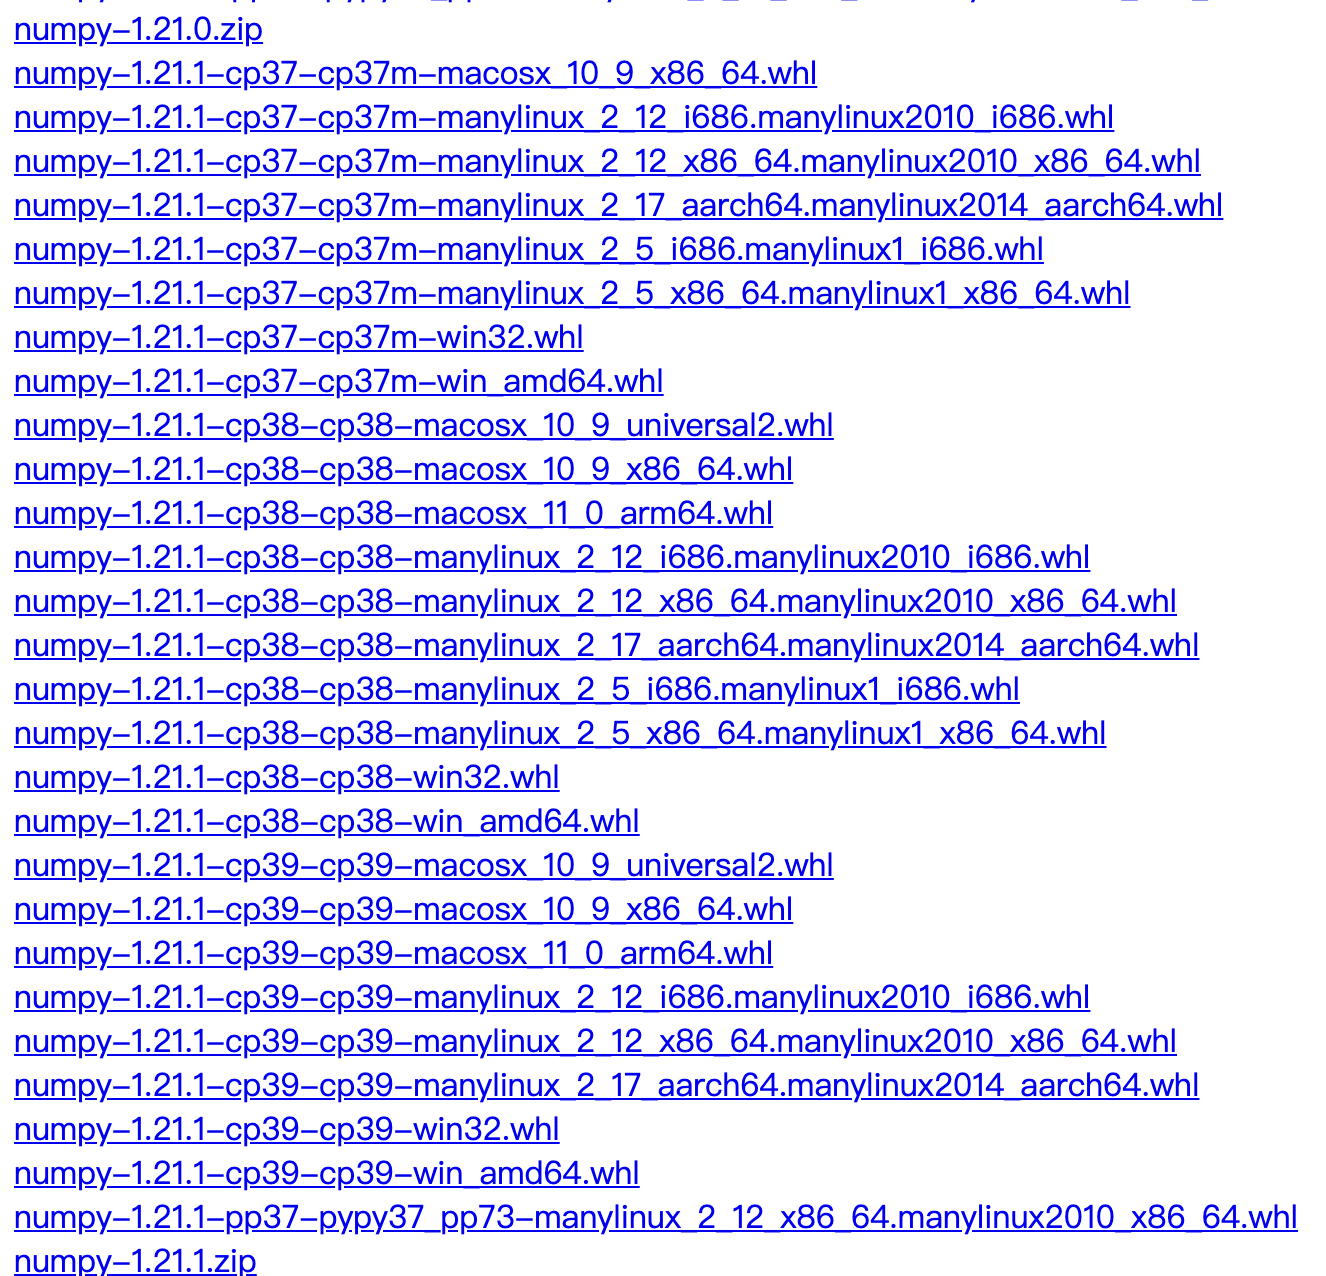 numpy-1.21.0.zip
numpy-1.21.1-cp37-cp37m-macosx_10_9_x86_64.whl
numpy-1.21.1-cp37-cp37m-manylinux_2_12_i686.manylinux2010_i686.whl
numpy-1.21.1-cp37-cp37m-manylinux_2_12_x86_64.manylinux2010_x86_64.whl
numpy-1.21.1-cp37-cp37m-manylinux_2_17_aarch64.manylinux2014_aarch64.whl
numpy-1.21.1-cp37-cp37m-manylinux_2_5_i686.manylinux1_i686.whl
numpy-1.21.1-cp37-cp37m-manylinux_2_5_x86_64.manylinux1_x86_64.whl
numpy-1.21.1-cp37-cp37m-win32.whl
numpy-1.21.1-cp37-cp37m-win_amd64.whl
numpy-1.21.1-cp38-cp38-macosx_10_9_universal2.whl
numpy-1.21.1-cp38-cp38-macosx_10_9_x86_64.whl
numpy-1.21.1-cp38-cp38-macosx_11_0_arm64.whl
numpy-1.21.1-cp38-cp38-manylinux_2_12_i686.manylinux2010_i686.whl
numpy-1.21.1-cp38-cp38-manylinux_2_12_x86_64.manylinux2010_x86_64.whl
numpy-1.21.1-cp38-cp38-manylinux_2_17_aarch64.manylinux2014_aarch64.whl
numpy-1.21.1-cp38-cp38-manylinux_2_5_i686.manylinux1_i686.whl
numpy-1.21.1-cp38-cp38-manylinux_2_5_x86_64.manylinux1_x86_64.whl
numpy-1.21.1-cp38-cp38-win32.whl
numpy-1.21.1-cp38-cp38-win_amd64.whl
numpy-1.21.1-cp39-cp39-macosx_10_9_universal2.whl
numpy-1.21.1-cp39-cp39-macosx_10_9_x86_64.whl
numpy-1.21.1-cp39-cp39-macosx_11_0_arm64.whl
numpy-1.21.1-cp39-cp39-manylinux_2_12_i686.manylinux2010_i686.whl
numpy-1.21.1-cp39-cp39-manylinux_2_12_x86_64.manylinux2010_x86_64.whl
numpy-1.21.1-cp39-cp39-manylinux_2_17_aarch64.manylinux2014_aarch64.whl
numpy-1.21.1-cp39-cp39-win32.whl
numpy-1.21.1-cp39-cp39-win_amd64.whl
numpy-1.21.1-pp37-pypy37_pp73-manylinux_2_12_x86_64.manylinux2010_x86_64.whl
numpy-1.21.1.zip